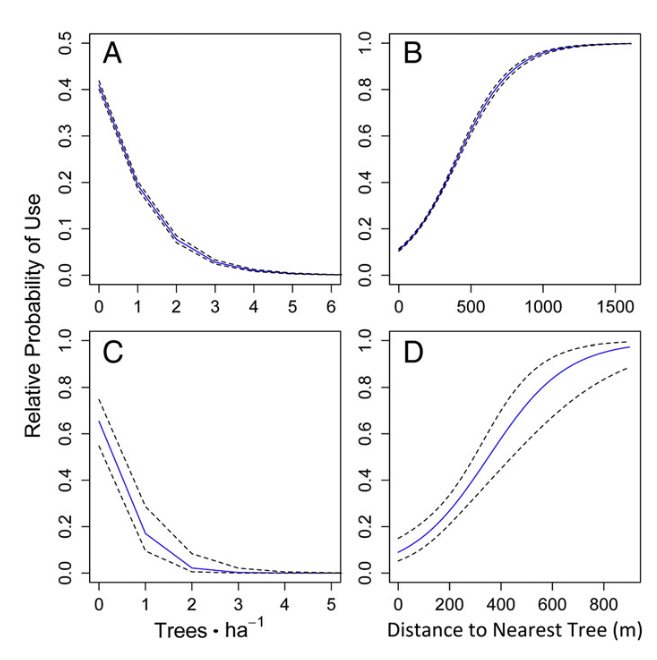 A
0.5
0.4
0.3
0.2
0.1
0.0
0 1 2 3 4 5 6
B
1.0
0.8
0.6
0.4
0.2
0.0
0 500 1000 1500
Relative Probability of Use
C
1.0
0.8
0.6
0.4
0.2
0.0
0 1 2 3 4 5
Trees · ha⁻¹
D
1.0
0.8
0.6
0.4
0.2
0.0
0 200 400 600 800
Distance to Nearest Tree (m)